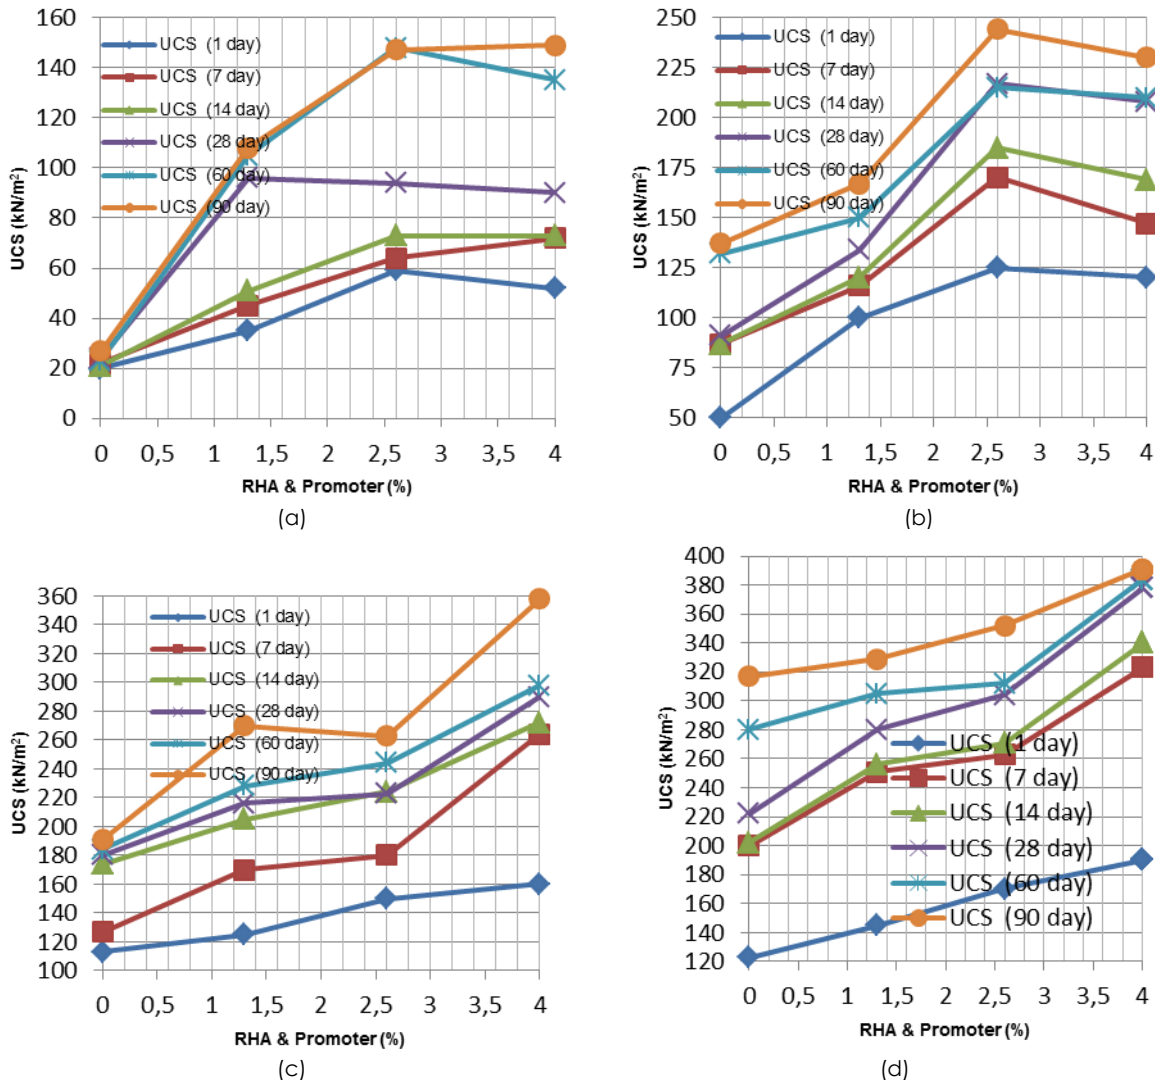 160
140
120
100
80
60
40
20
0
UCS (kN/m²)
UCS (1 day)
UCS (7 day)
UCS (14 day)
UCS (28 day)
UCS (60 day)
UCS (90 day)
0 0,5 1 1,5 2 2,5 3 3,5 4
RHA & Promoter (%)
(a)
250
225
200
175
150
125
100
75
50
UCS (kN/m²)
UCS (1 day)
UCS (7 day)
UCS (14 day)
UCS (28 day)
UCS (60 day)
UCS (90 day)
0 0,5 1 1,5 2 2,5 3 3,5 4
RHA & Promoter (%)
(b)
360
340
320
300
280
260
240
220
200
180
160
140
120
100
UCS (kN/m²)
UCS (1 day)
UCS (7 day)
UCS (14 day)
UCS (28 day)
UCS (60 day)
UCS (90 day)
0 0,5 1 1,5 2 2,5 3 3,5 4
RHA & Promoter (%)
(c)
400
380
360
340
320
300
280
260
240
220
200
180
160
140
120
UCS (kN/m²)
UCS (1 day)
UCS (7 day)
UCS (14 day)
UCS (28 day)
UCS (60 day)
UCS (90 day)
0 0,5 1 1,5 2 2,5 3 3,5 4
RHA & Promoter (%)
(d)